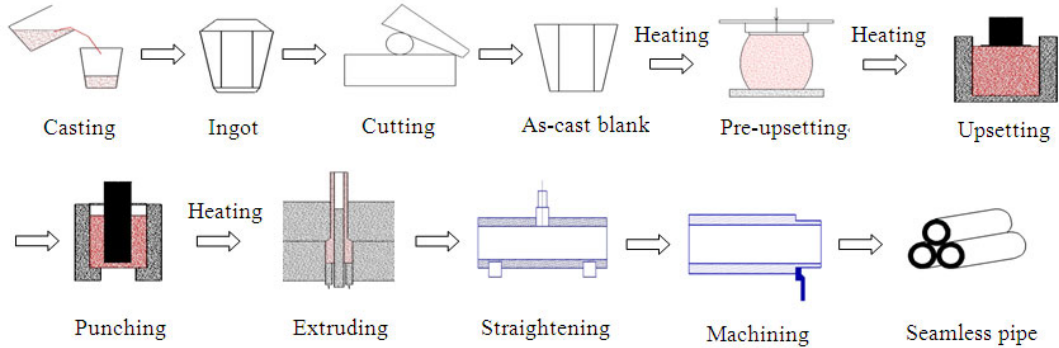 Heating
Heating
Casting
Ingot
Cutting
As-cast blank
Pre-upsetting
Upsetting
Heating
Punching
Extruding
Straightening
Machining
Seamless pipe